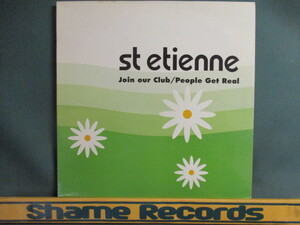 st etienne
Join our Club/People Get Real
Shame Records